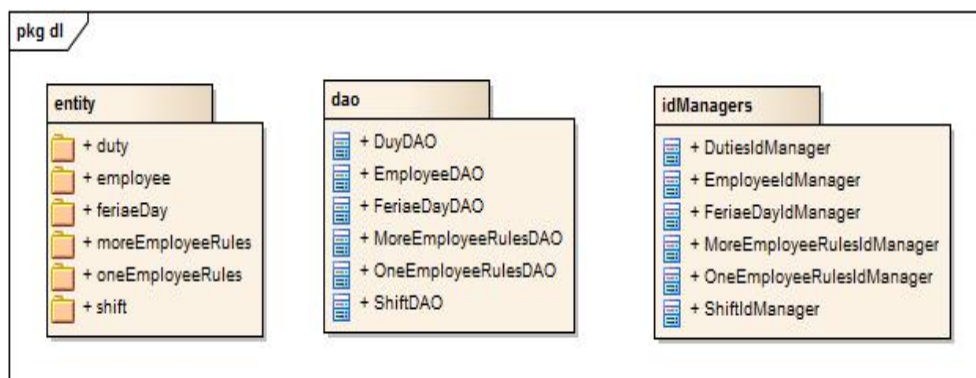 pkg dl
entity
+ duty
+ employee
+ feriaeDay
+ moreEmployeeRules
+ oneEmployeeRules
+ shift
dao
+ DuyDAO
+ EmployeeDAO
+ FeriaeDayDAO
+ MoreEmployeeRulesDAO
+ OneEmployeeRulesDAO
+ ShiftDAO
idManagers
+ DutiesIdManager
+ EmployeeIdManager
+ FeriaeDayIdManager
+ MoreEmployeeRulesIdManager
+ OneEmployeeRulesIdManager
+ ShiftIdManager